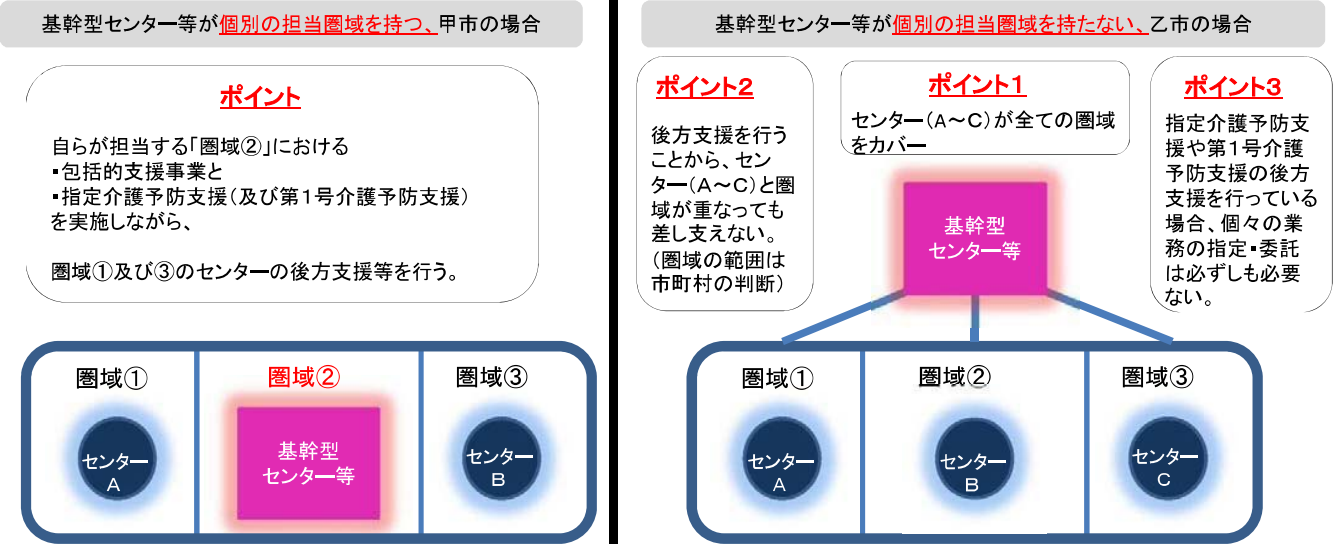 基幹型センター等が個別の担当圏域を持つ、甲市の場合
ポイント
自らが担当する「圏域②」における
・包括的支援事業と
・指定介護予防支援（及び第１号介護予防支援）
を実施しながら、
圏域①及び③のセンターの後方支援等を行う。
圏域①
圏域②
圏域③
センター
A
基幹型
センター等
センター
B
基幹型センター等が個別の担当圏域を持たない、乙市の場合
ポイント２
後方支援を行う
ことから、セン
ター（A～C）と圏
域が重なっても
差し支えない。
（圏域の範囲は
市町村の判断）
ポイント１
センター（A～C）が全ての圏域
をカバー
ポイント３
指定介護予防支
援や第１号介護
予防支援の後方
支援を行っている
場合、個々の業
務の指定・委託
は必ずしも必要
ない。
基幹型
センター等
圏域①
圏域②
圏域③
センター
A
センター
B
センター
C